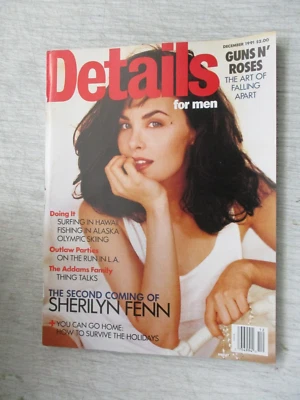 DECEMBER 1991 $2.00
Details
for men
GUNS N'
ROSES
THE ART OF
FALLING
APART
Doing It
SURFING IN HAWAII
FISHING IN ALASKA
OLYMPIC SKIING
Outlaw Parties
ON THE RUN IN L.A.
The Addams Family
THING TALKS
THE SECOND COMING OF
SHERILYN FENN
+ YOU CAN GO HOME:
HOW TO SURVIVE THE HOLIDAYS